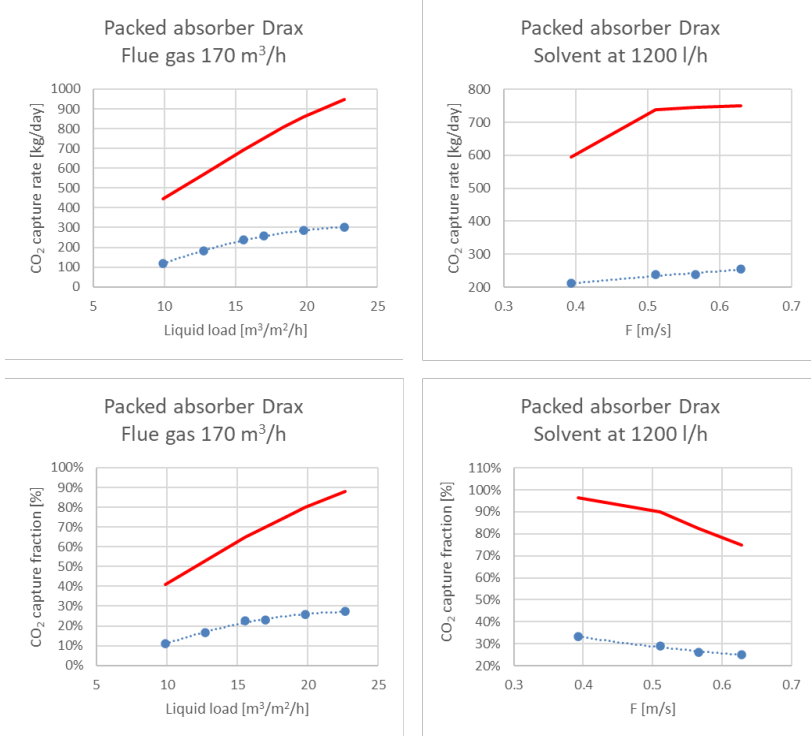 Packed absorber Drax
Flue gas 170 m³/h
CO₂ capture rate [kg/day]
1000
900
800
700
600
500
400
300
200
100
0
5 10 15 20 25
Liquid load [m³/m²/h]
Packed absorber Drax
Solvent at 1200 l/h
CO₂ capture rate [kg/day]
800
700
600
500
400
300
200
0.3 0.4 0.5 0.6 0.7
F [m/s]
Packed absorber Drax
Flue gas 170 m³/h
CO₂ capture fraction [%]
100%
90%
80%
70%
60%
50%
40%
30%
20%
10%
0%
5 10 15 20 25
Liquid load [m³/m²/h]
Packed absorber Drax
Solvent at 1200 l/h
CO₂ capture fraction [%]
110%
100%
90%
80%
70%
60%
50%
40%
30%
20%
0.3 0.4 0.5 0.6 0.7
F [m/s]